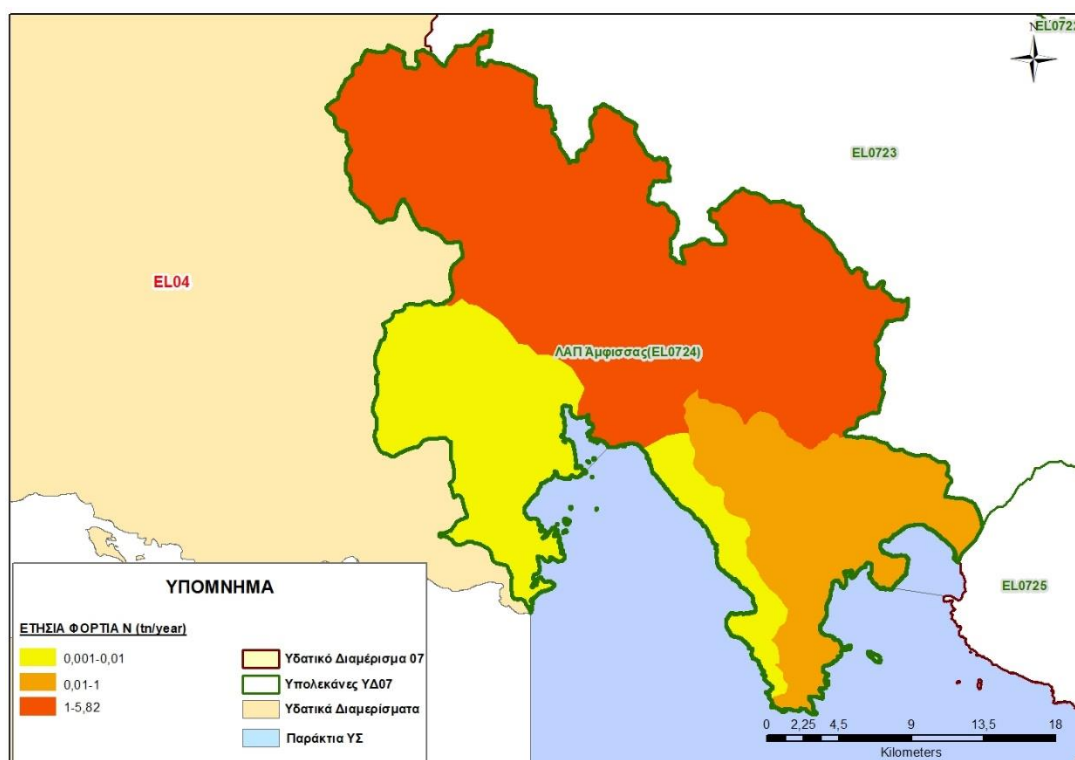 EL0722
N
EL0723
EL04
ΛΑΠ Άμφισσας(EL0724)
EL0725
ΥΠΟΜΝΗΜΑ
ΕΤΗΣΙΑ ΦΟΡΤΙΑ Ν (tn/year)
0,001-0,01
0,01-1
1-5,82
Υδατικό Διαμέρισμα 07
Υπολεκάνες ΥΔ07
Υδατικά Διαμερίσματα
Παράκτια ΥΣ
0 2,25 4,5 9 13,5 18
Kilometers